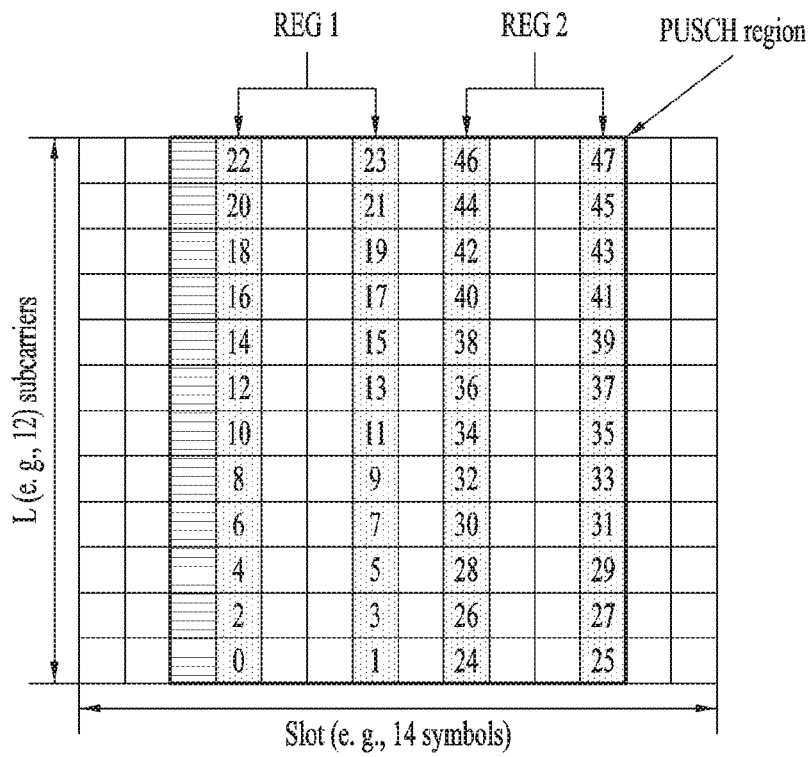 REG 1 REG 2 PUSCH region
22 23 46 47
20 21 44 45
18 19 42 43
16 17 40 41
14 15 38 39
12 13 36 37
10 11 34 35
8 9 32 33
6 7 30 31
4 5 28 29
2 3 26 27
0 1 24 25
L (e. g., 12) subcarriers
Slot (e. g., 14 symbols)